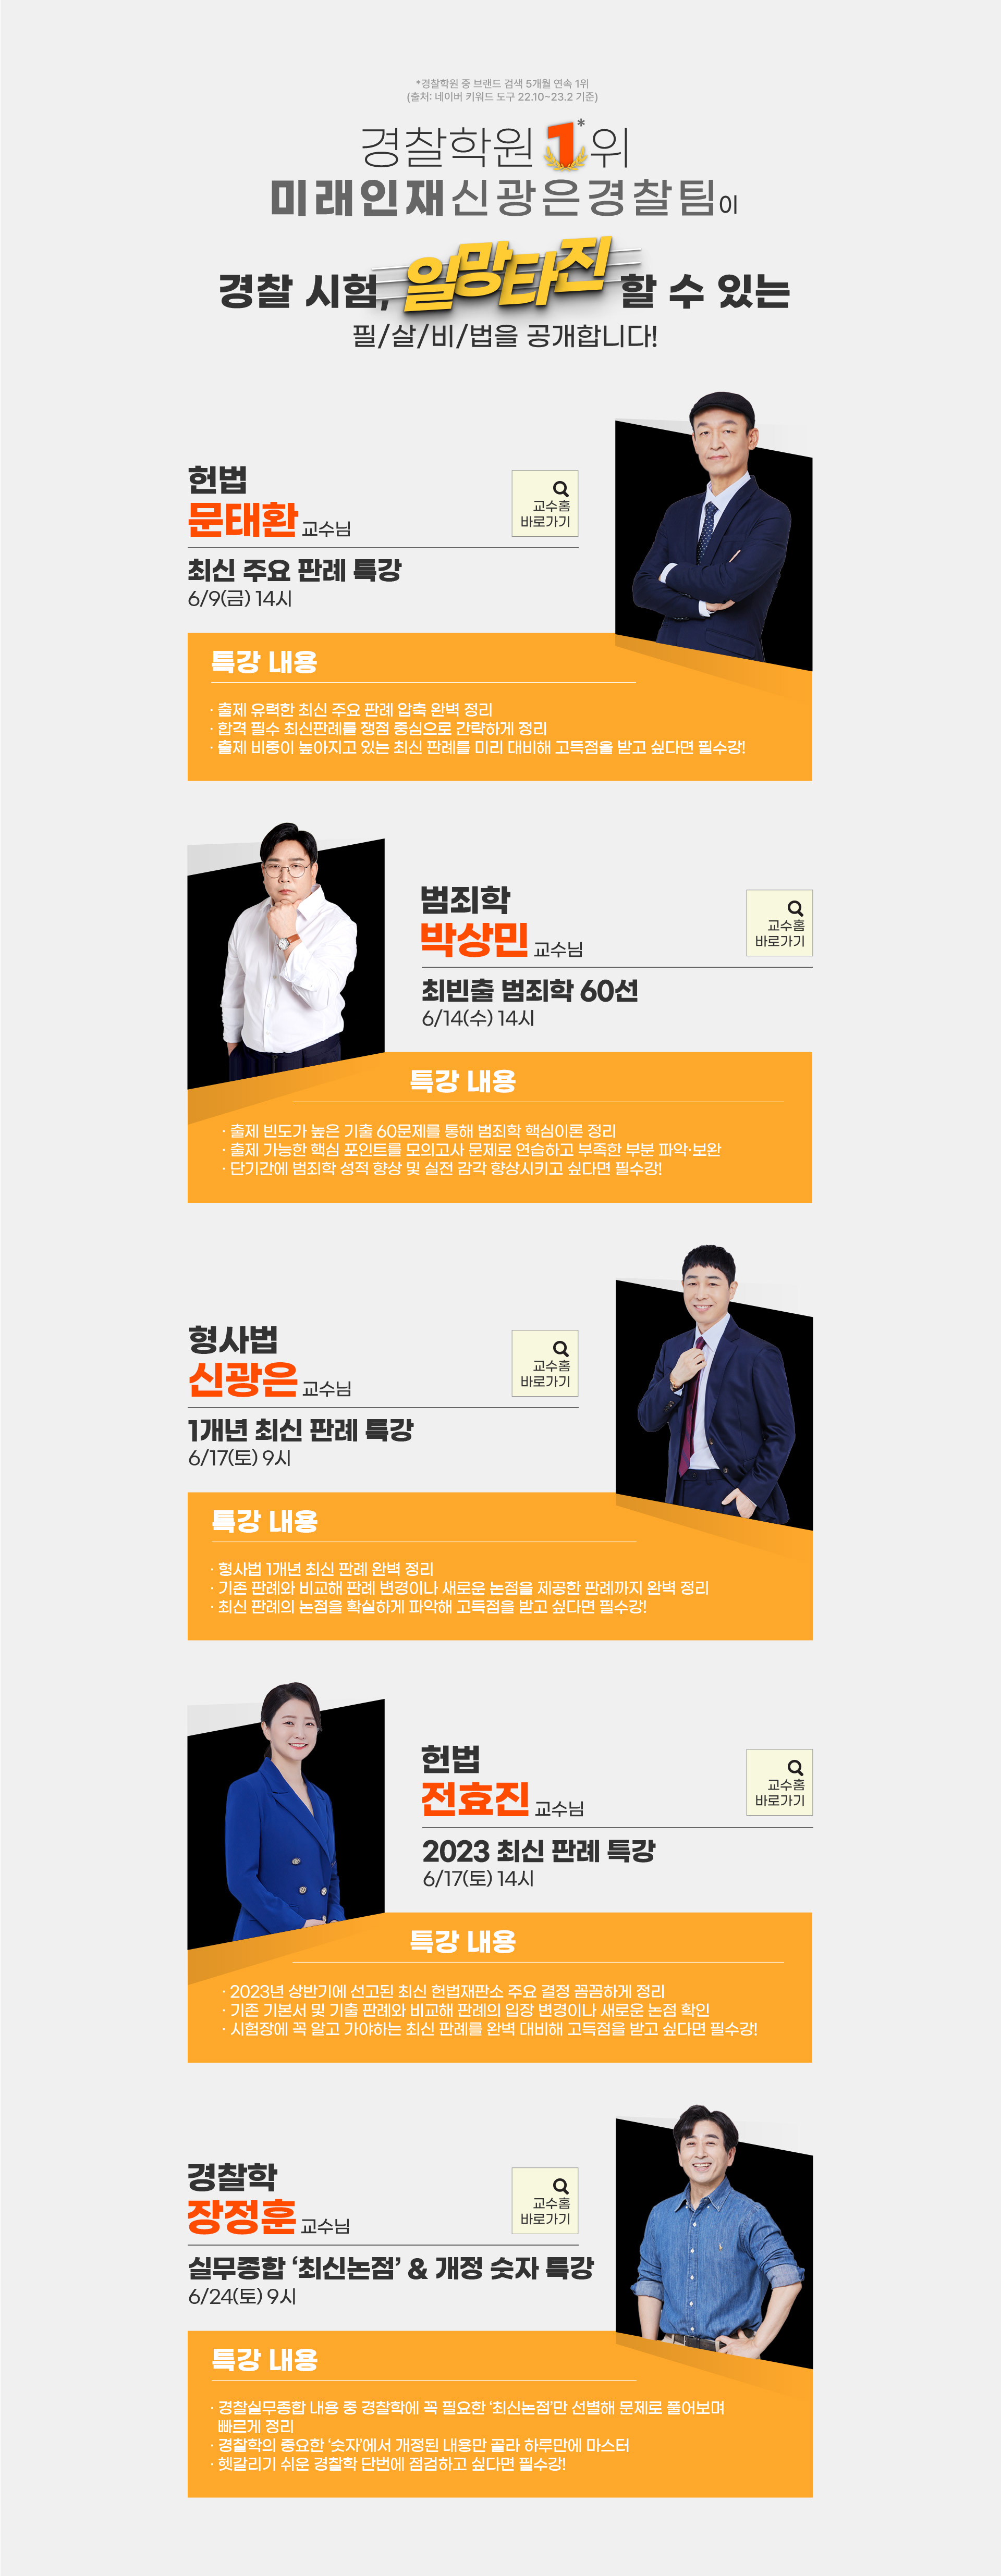 *경찰학원 중 브랜드 검색 5개월 연속 1위
(출처: 네이버 키워드 도구 22.10~23.2 기준)
경찰학원 1*위
미래인재신광은경찰팀이
경찰 시험, 일망타진 할 수 있는
필/살/비/법을 공개합니다!
헌법
문태환 교수님
교수홈
바로가기
최신 주요 판례 특강
6/9(금) 14시
특강 내용
· 출제 유력한 최신 주요 판례 압축 완벽 정리
· 합격 필수 최신판례를 쟁점 중심으로 간략하게 정리
· 출제 비중이 높아지고 있는 최신 판례를 미리 대비해 고득점을 받고 싶다면 필수강!
범죄학
박상민 교수님
교수홈
바로가기
최빈출 범죄학 60선
6/14(수) 14시
특강 내용
· 출제 빈도가 높은 기출 60문제를 통해 범죄학 핵심이론 정리
· 출제 가능한 핵심 포인트를 모의고사 문제로 연습하고 부족한 부분 파악·보완
· 단기간에 범죄학 성적 향상 및 실전 감각 향상시키고 싶다면 필수강!
형사법
신광은 교수님
교수홈
바로가기
1개년 최신 판례 특강
6/17(토) 9시
특강 내용
· 형사법 1개년 최신 판례 완벽 정리
· 기존 판례와 비교해 판례 변경이나 새로운 논점을 제공한 판례까지 완벽 정리
· 최신 판례의 논점을 확실하게 파악해 고득점을 받고 싶다면 필수강!
헌법
전효진 교수님
교수홈
바로가기
2023 최신 판례 특강
6/17(토) 14시
특강 내용
· 2023년 상반기에 선고된 최신 헌법재판소 주요 결정 꼼꼼하게 정리
· 기존 기본서 및 기출 판례와 비교해 판례의 입장 변경이나 새로운 논점 확인
· 시험장에 꼭 알고 가야하는 최신 판례를 완벽 대비해 고득점을 받고 싶다면 필수강!
경찰학
장정훈 교수님
교수홈
바로가기
실무종합 ‘최신논점’ & 개정 숫자 특강
6/24(토) 9시
특강 내용
· 경찰실무종합 내용 중 경찰학에 꼭 필요한 ‘최신논점’만 선별해 문제로 풀어보며
빠르게 정리
· 경찰학의 중요한 ‘숫자’에서 개정된 내용만 골라 하루만에 마스터
· 헷갈리기 쉬운 경찰학 단번에 점검하고 싶다면 필수강!